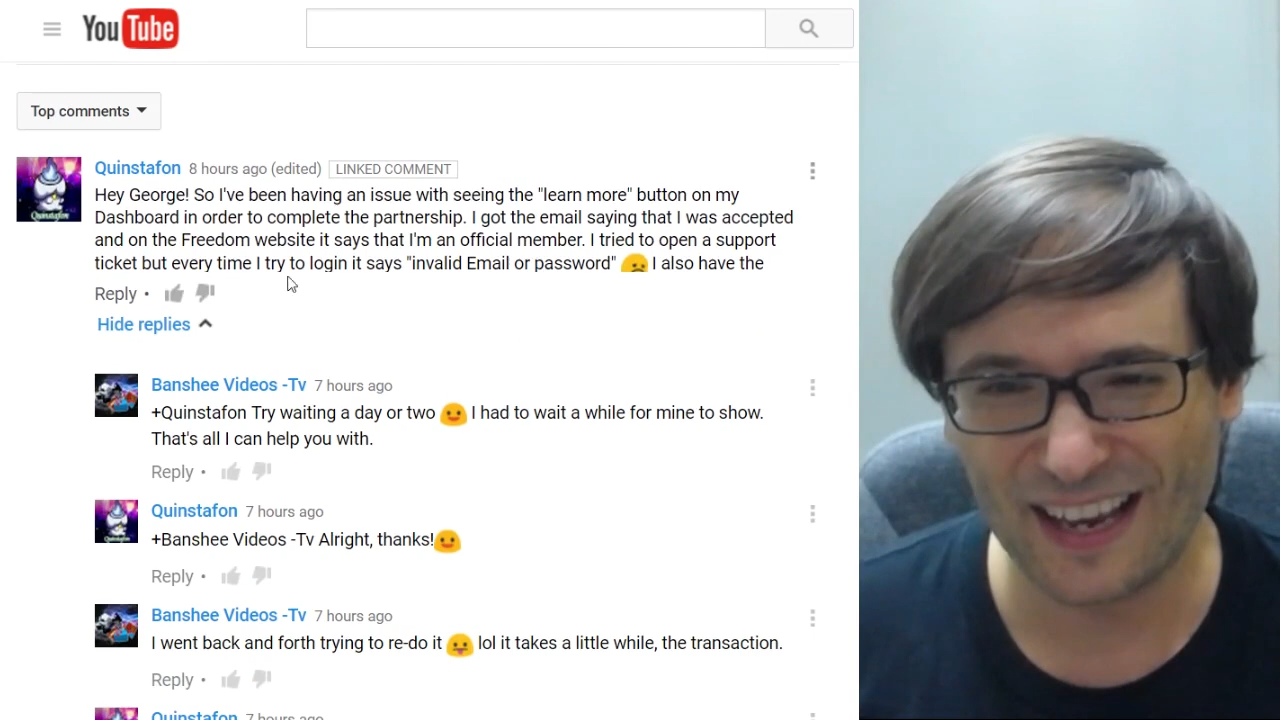 YouTube
Top comments
Quinstafon 8 hours ago (edited) LINKED COMMENT
Hey George! So I've been having an issue with seeing the "learn more" button on my
Dashboard in order to complete the partnership. I got the email saying that I was accepted
and on the Freedom website it says that I'm an official member. I tried to open a support
ticket but every time I try to login it says "invalid Email or password" I also have the
Reply •
Hide replies
Banshee Videos -Tv 7 hours ago
+Quinstafon Try waiting a day or two I had to wait a while for mine to show.
That's all I can help you with.
Reply •
Quinstafon 7 hours ago
+Banshee Videos -Tv Alright, thanks!
Reply •
Banshee Videos -Tv 7 hours ago
I went back and forth trying to re-do it lol it takes a little while, the transaction.
Reply •
Quinstafon 7 hours ago